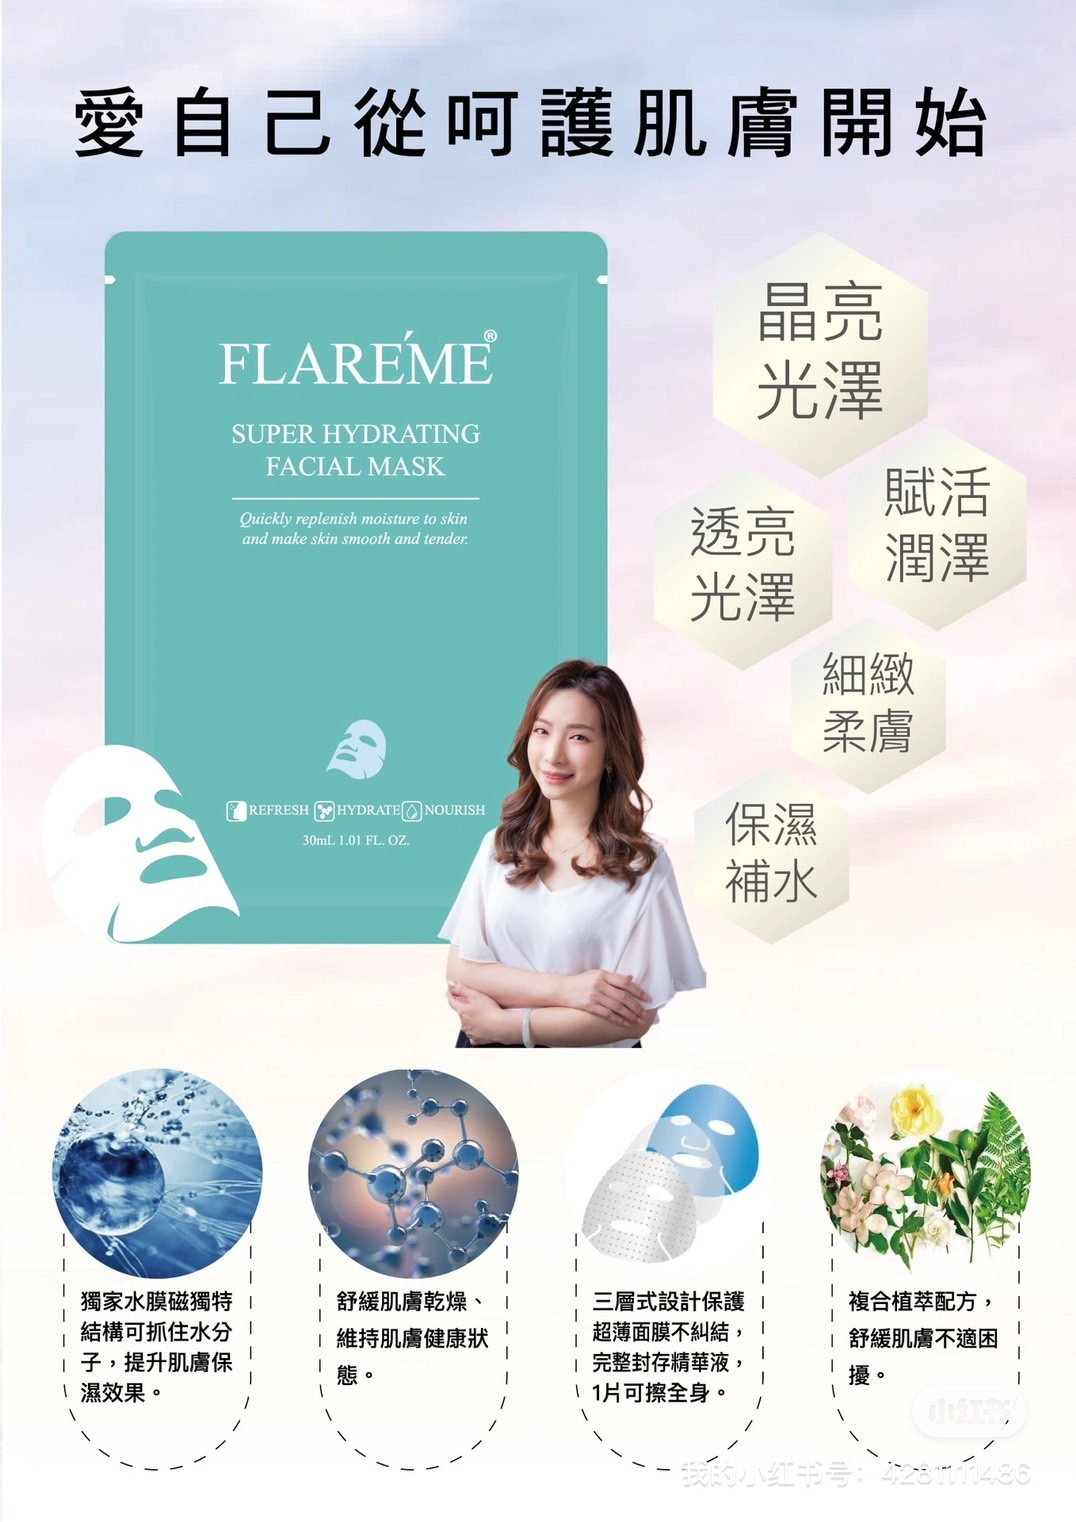 愛自己從呵護肌膚開始
FLARÉME®
SUPER HYDRATING
FACIAL MASK
Quickly replenish moisture to skin
and make skin smooth and tender.
REFRESH HYDRATE NOURISH
30mL 1.01 FL. OZ.
晶亮
光澤
賦活
潤澤
透亮
光澤
細緻
柔膚
保濕
補水
獨家水膜磁獨特
結構可抓住水分
子，提升肌膚保
濕效果。
舒緩肌膚乾燥、
維持肌膚健康狀
態。
三層式設計保護
超薄面膜不糾結，
完整封存精華液，
1片可擦全身。
複合植萃配方，
舒緩肌膚不適困
擾。
小红书
我的小红书号：4281111486